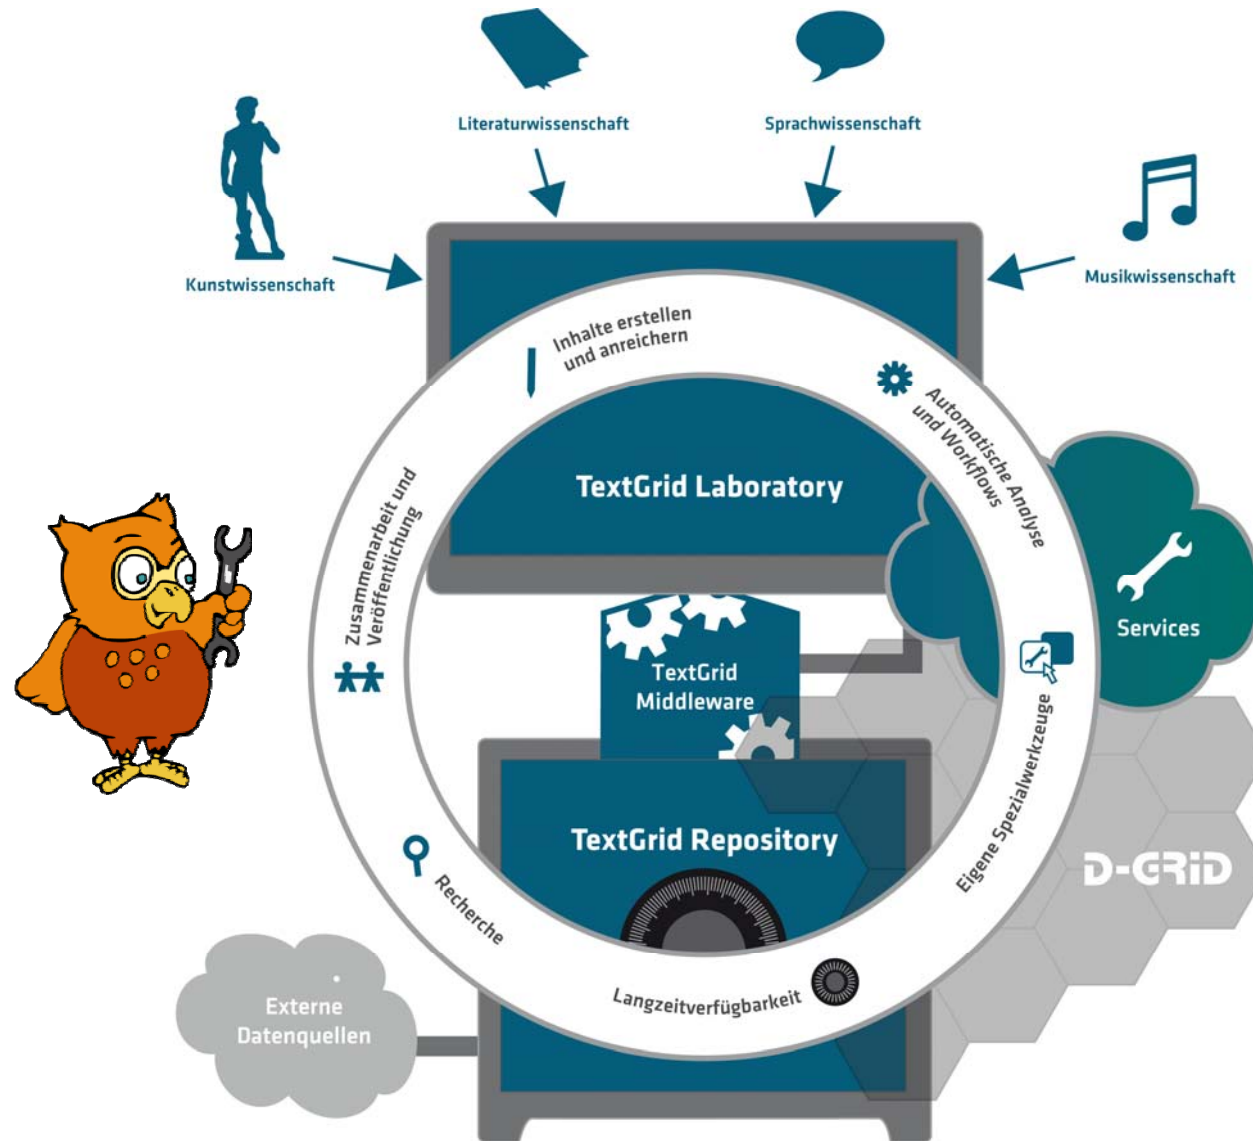 Literaturwissenschaft
Sprachwissenschaft
Kunstwissenschaft
Musikwissenschaft
Inhalte erstellen
und anreichern
Automatische Analyse
und Workflows
TextGrid Laboratory
Zusammenarbeit und
Veröffentlichung
Services
TextGrid
Middleware
Eigene Spezialwerkzeuge
TextGrid Repository
D-GRiD
Recherche
Langzeitverfügbarkeit
Externe
Datenquellen